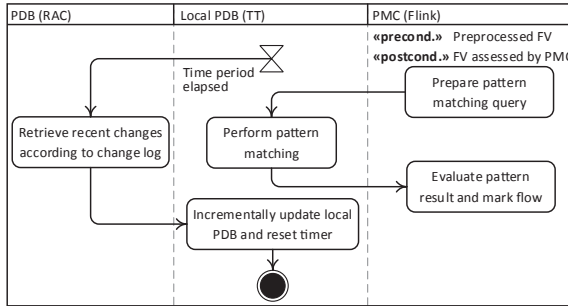 PDB (RAC)
Local PDB (TT)
PMC (Flink)
«precond.» Preprocessed FV
«postcond.» FV assessed by PMC
Time period
elapsed
Prepare pattern
matching query
Retrieve recent changes
according to change log
Perform pattern
matching
Evaluate pattern
result and mark flow
Incrementally update local
PDB and reset timer